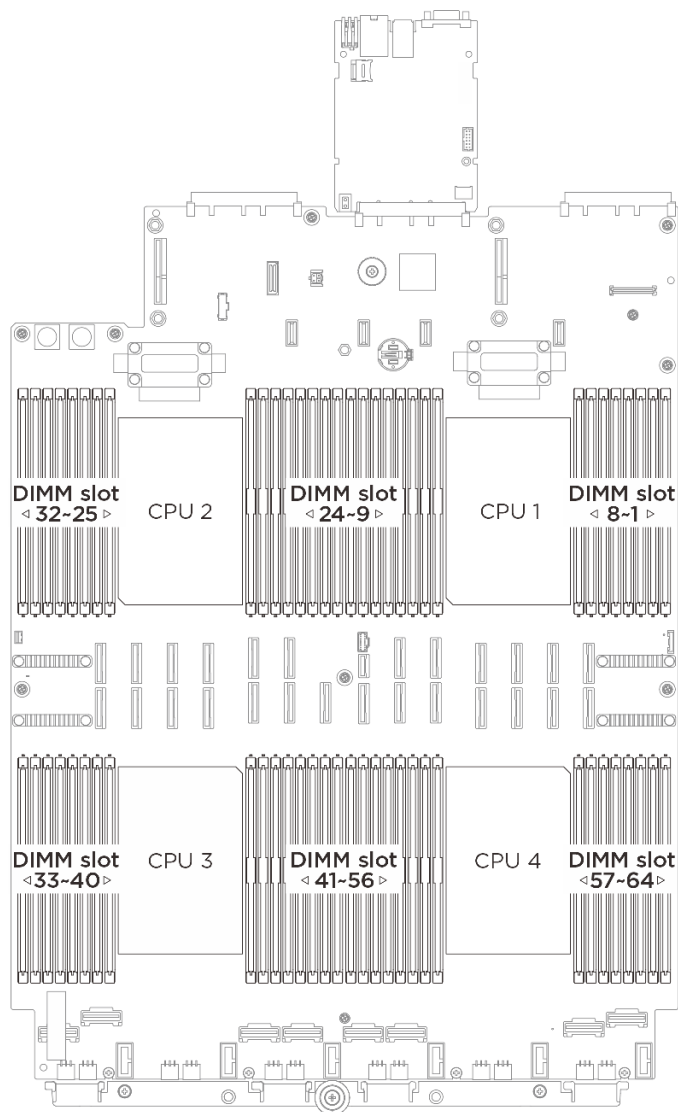 DIMM slot
◁ 32~25 ▷
CPU 2
DIMM slot
◁ 24~9 ▷
CPU 1
DIMM slot
◁ 8~1 ▷
DIMM slot
◁ 33~40 ▷
CPU 3
DIMM slot
◁ 41~56 ▷
CPU 4
DIMM slot
◁ 57~64 ▷